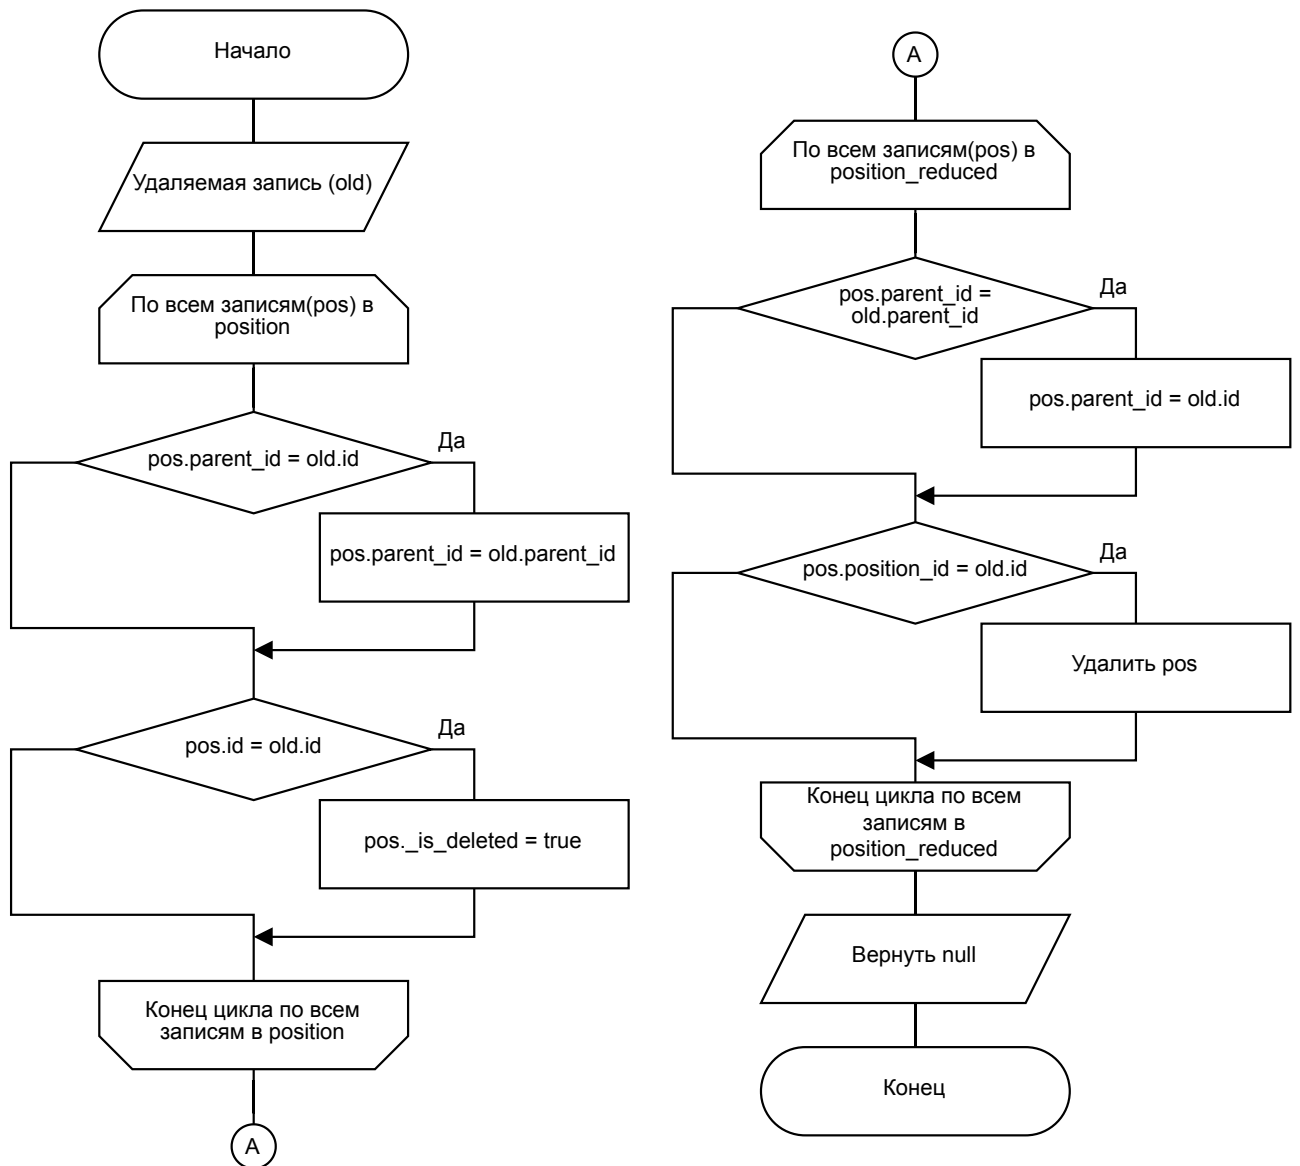 Начало
Удаляемая запись (old)
По всем записям(pos) в
position
Да
pos.parent_id = old.id
pos.parent_id = old.parent_id
Да
pos.id = old.id
pos._is_deleted = true
Конец цикла по всем
записям в position
A
A
По всем записям(pos) в
position_reduced
Да
pos.parent_id =
old.parent_id
pos.parent_id = old.id
Да
pos.position_id = old.id
Удалить pos
Конец цикла по всем
записям в
position_reduced
Вернуть null
Конец